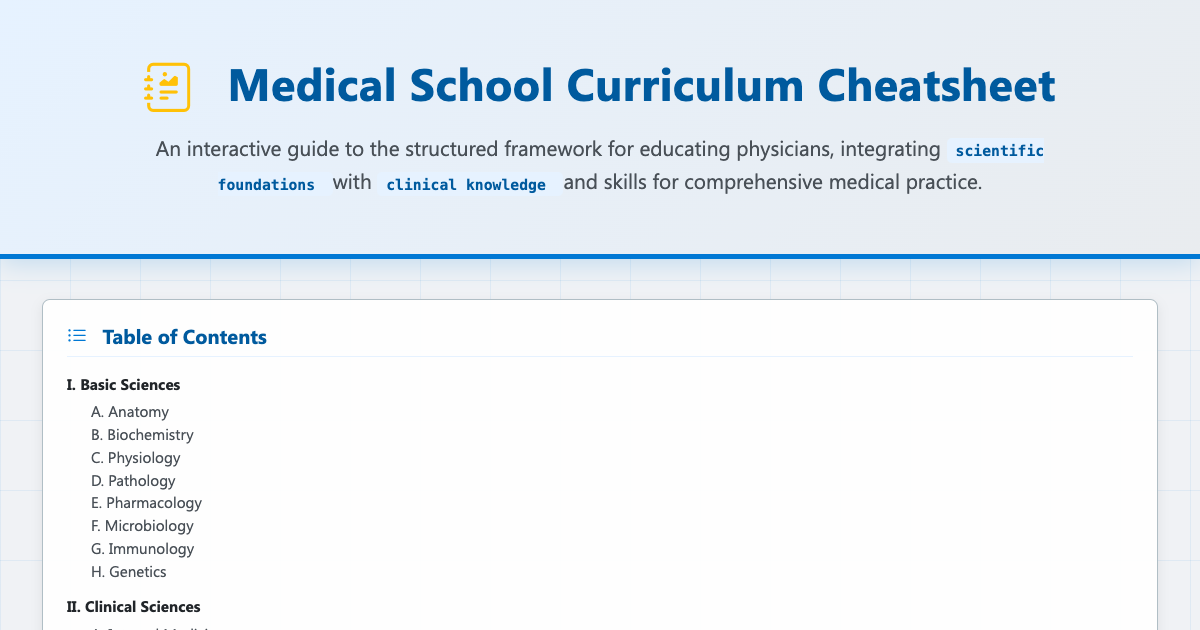 Medical School Curriculum Cheatsheet
An interactive guide to the structured framework for educating physicians, integrating scientific
foundations with clinical knowledge and skills for comprehensive medical practice.
Table of Contents
I. Basic Sciences
A. Anatomy
B. Biochemistry
C. Physiology
D. Pathology
E. Pharmacology
F. Microbiology
G. Immunology
H. Genetics
II. Clinical Sciences